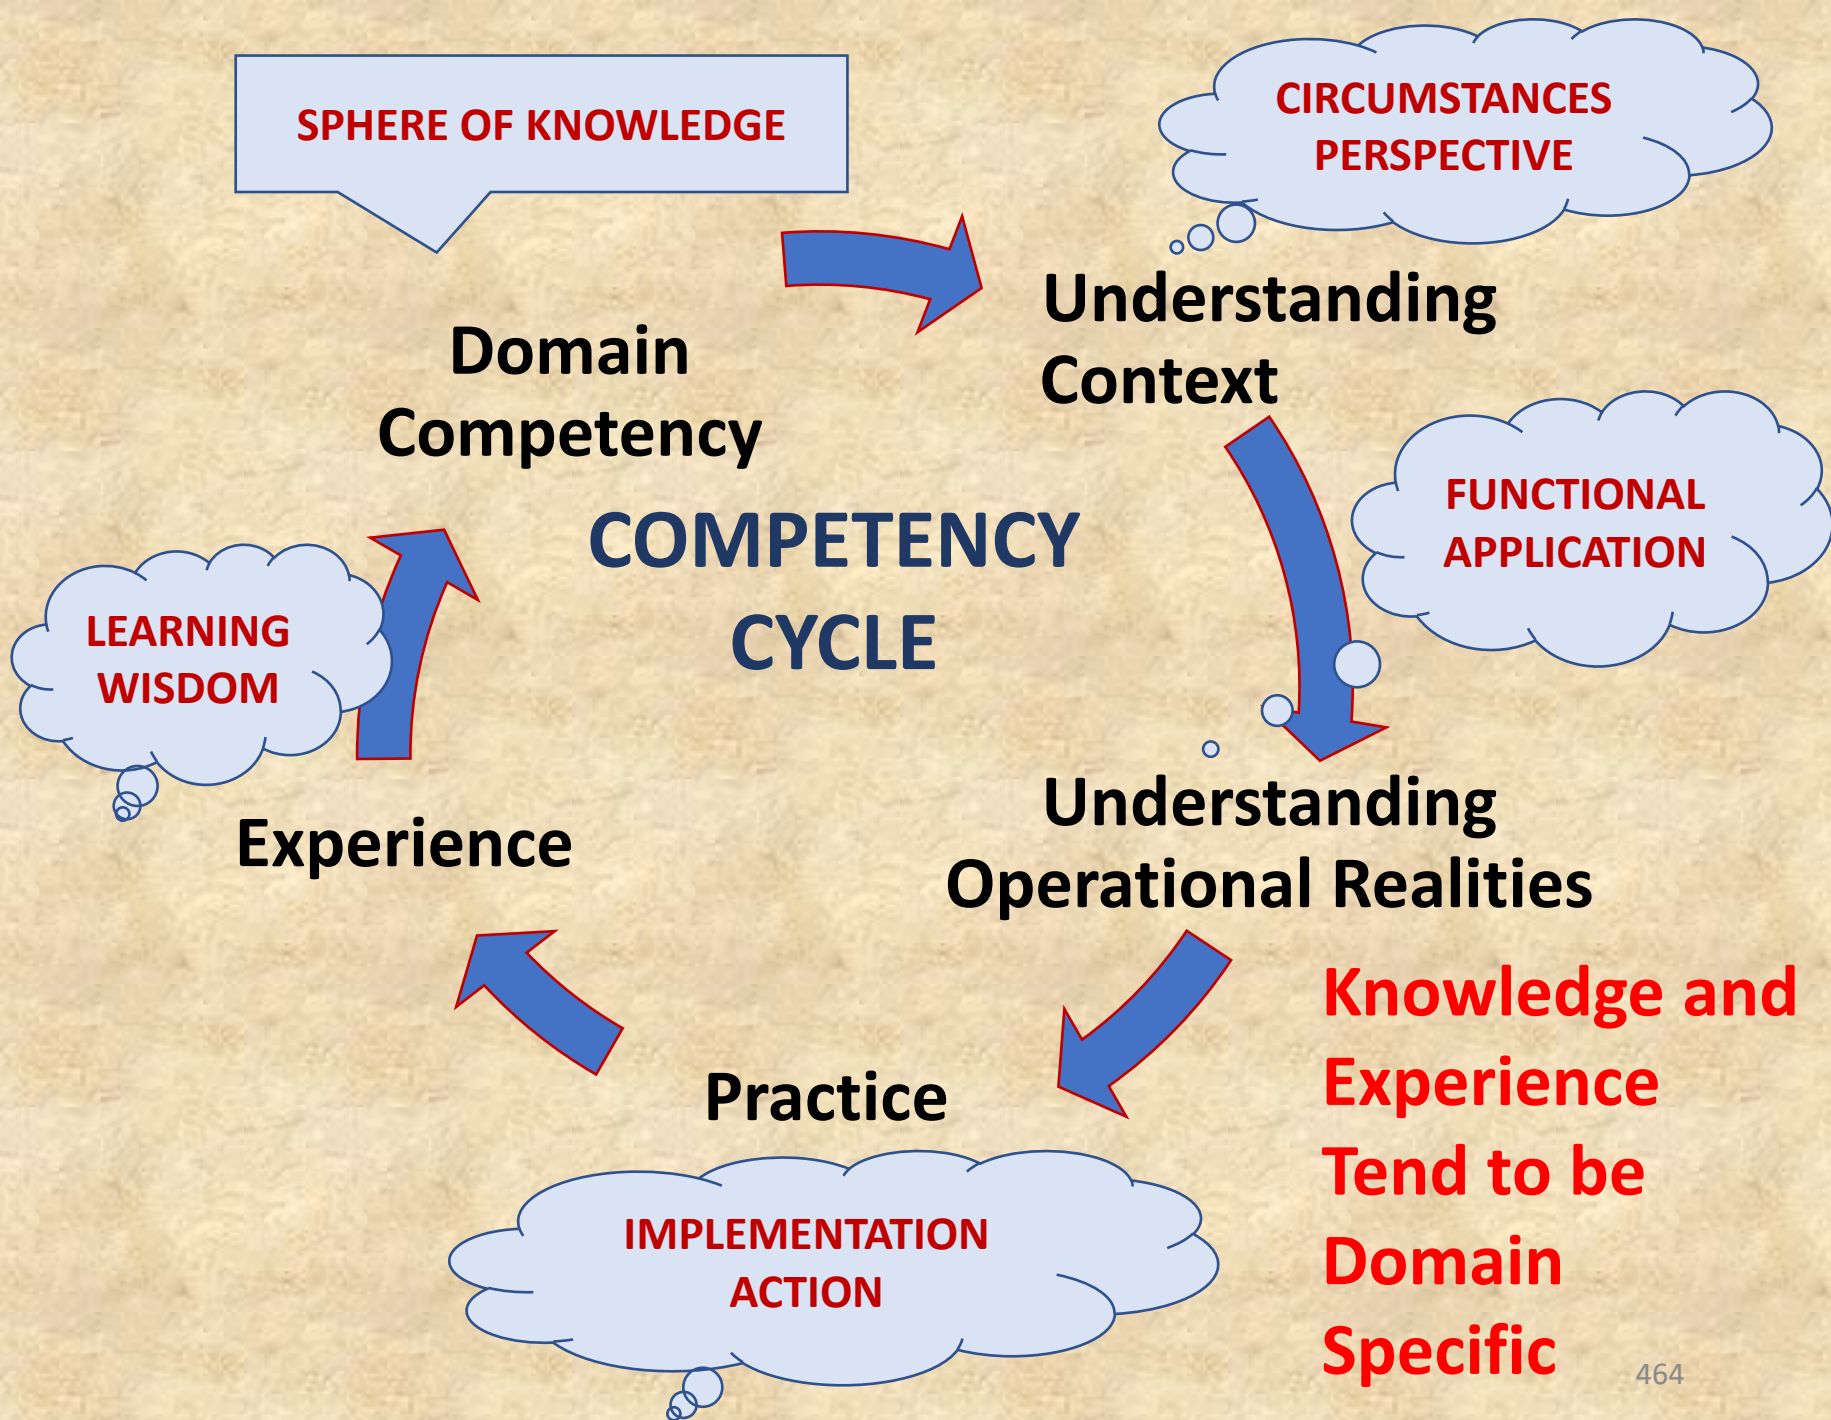 SPHERE OF KNOWLEDGE
CIRCUMSTANCES
PERSPECTIVE
Domain
Competency
Understanding
Context
FUNCTIONAL
APPLICATION
COMPETENCY
CYCLE
LEARNING
WISDOM
Experience
Understanding
Operational Realities
Practice
IMPLEMENTATION
ACTION
Knowledge and
Experience
Tend to be
Domain
Specific
464